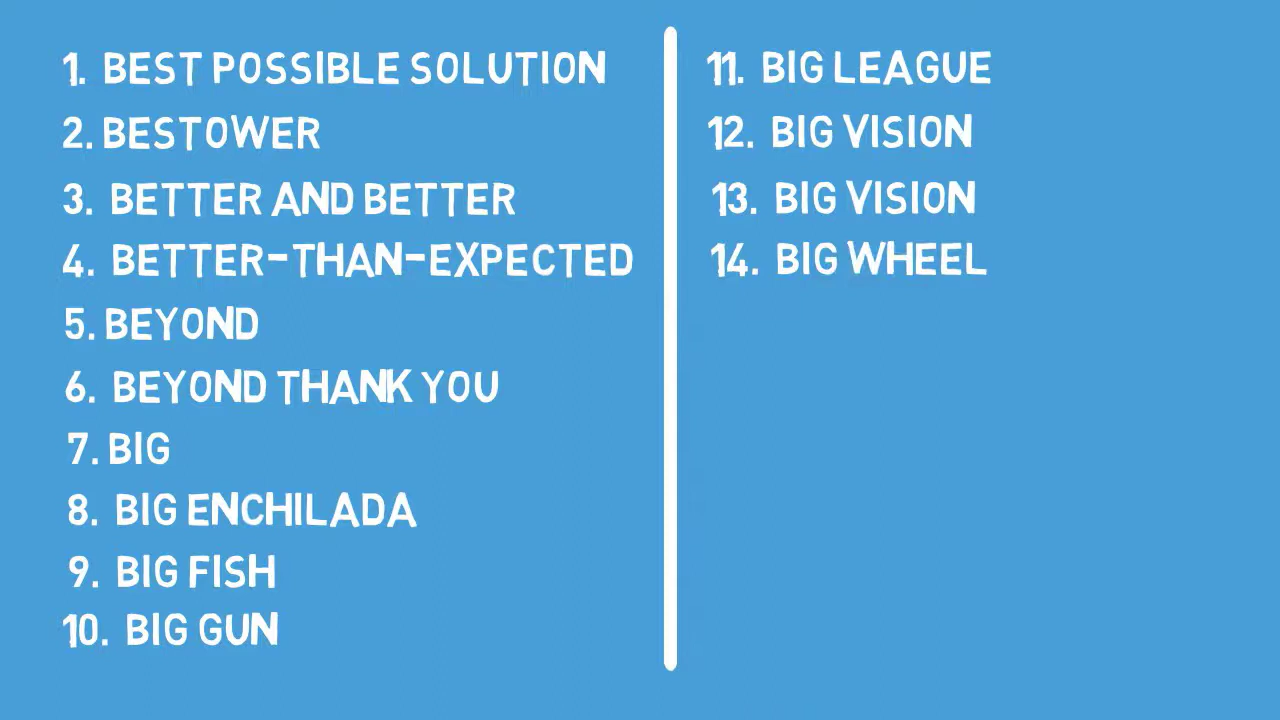 1. BEST POSSIBLE SOLUTION
2. BESTOWER
3. BETTER AND BETTER
4. BETTER-THAN-EXPECTED
5. BEYOND
6. BEYOND THANK YOU
7. BIG
8. BIG ENCHILADA
9. BIG FISH
10. BIG GUN
11. BIG LEAGUE
12. BIG VISION
13. BIG VISION
14. BIG WHEEL